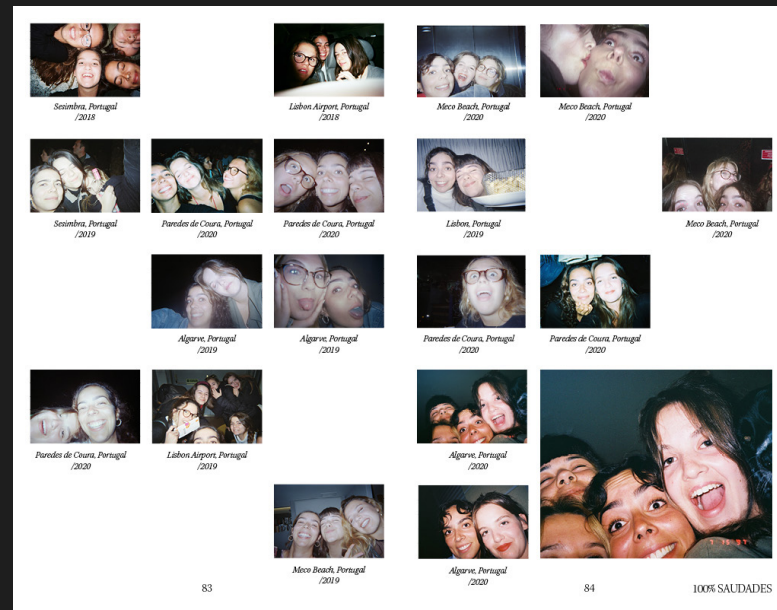 Sesimbra, Portugal
/2018
Lisbon Airport, Portugal
/2018
Meco Beach, Portugal
/2020
Meco Beach, Portugal
/2020
Sesimbra, Portugal
/2019
Paredes de Coura, Portugal
/2020
Paredes de Coura, Portugal
/2020
Lisbon, Portugal
/2019
Meco Beach, Portugal
/2020
Algarve, Portugal
/2019
Algarve, Portugal
/2019
Paredes de Coura, Portugal
/2020
Paredes de Coura, Portugal
/2020
Paredes de Coura, Portugal
/2020
Lisbon Airport, Portugal
/2019
Algarve, Portugal
/2020
Meco Beach, Portugal
/2019
Algarve, Portugal
/2020
83
84
100% SAUDADES